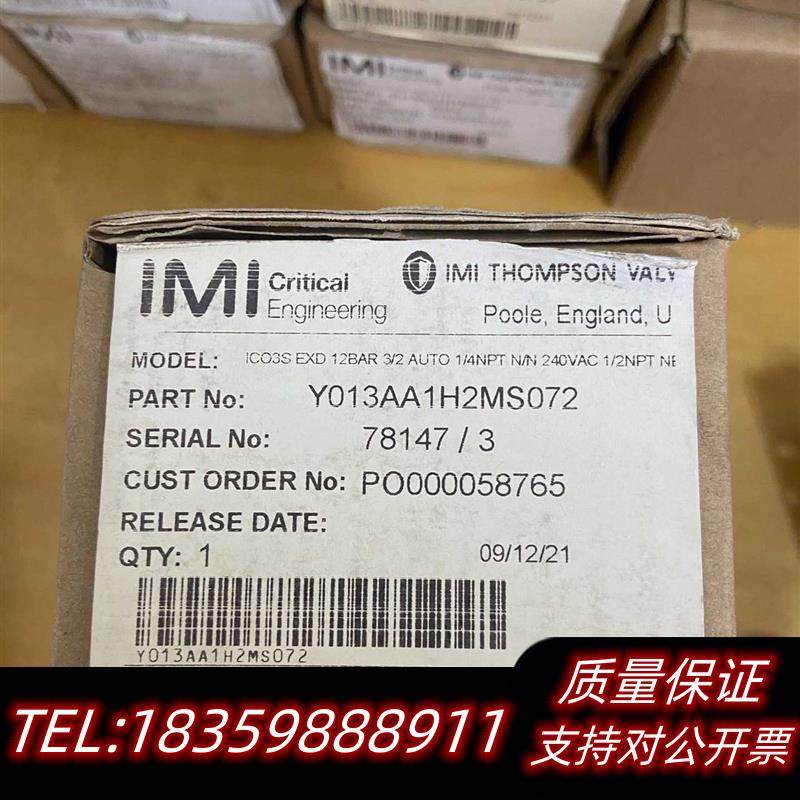 IMI
IMI Critical Engineering
IMI THOMPSON VALV
Poole, England, U
MODEL: ICO3S EXD 12BAR 3/2 AUTO 1/4NPT N/N 240VAC 1/2NPT NE
PART No: Y013AA1H2MS072
SERIAL No: 78147 / 3
CUST ORDER No: PO000058765
RELEASE DATE:
QTY: 1 09/12/21
Y013AA1H2MS072
TEL:18359888911
质量保证
支持对公开票